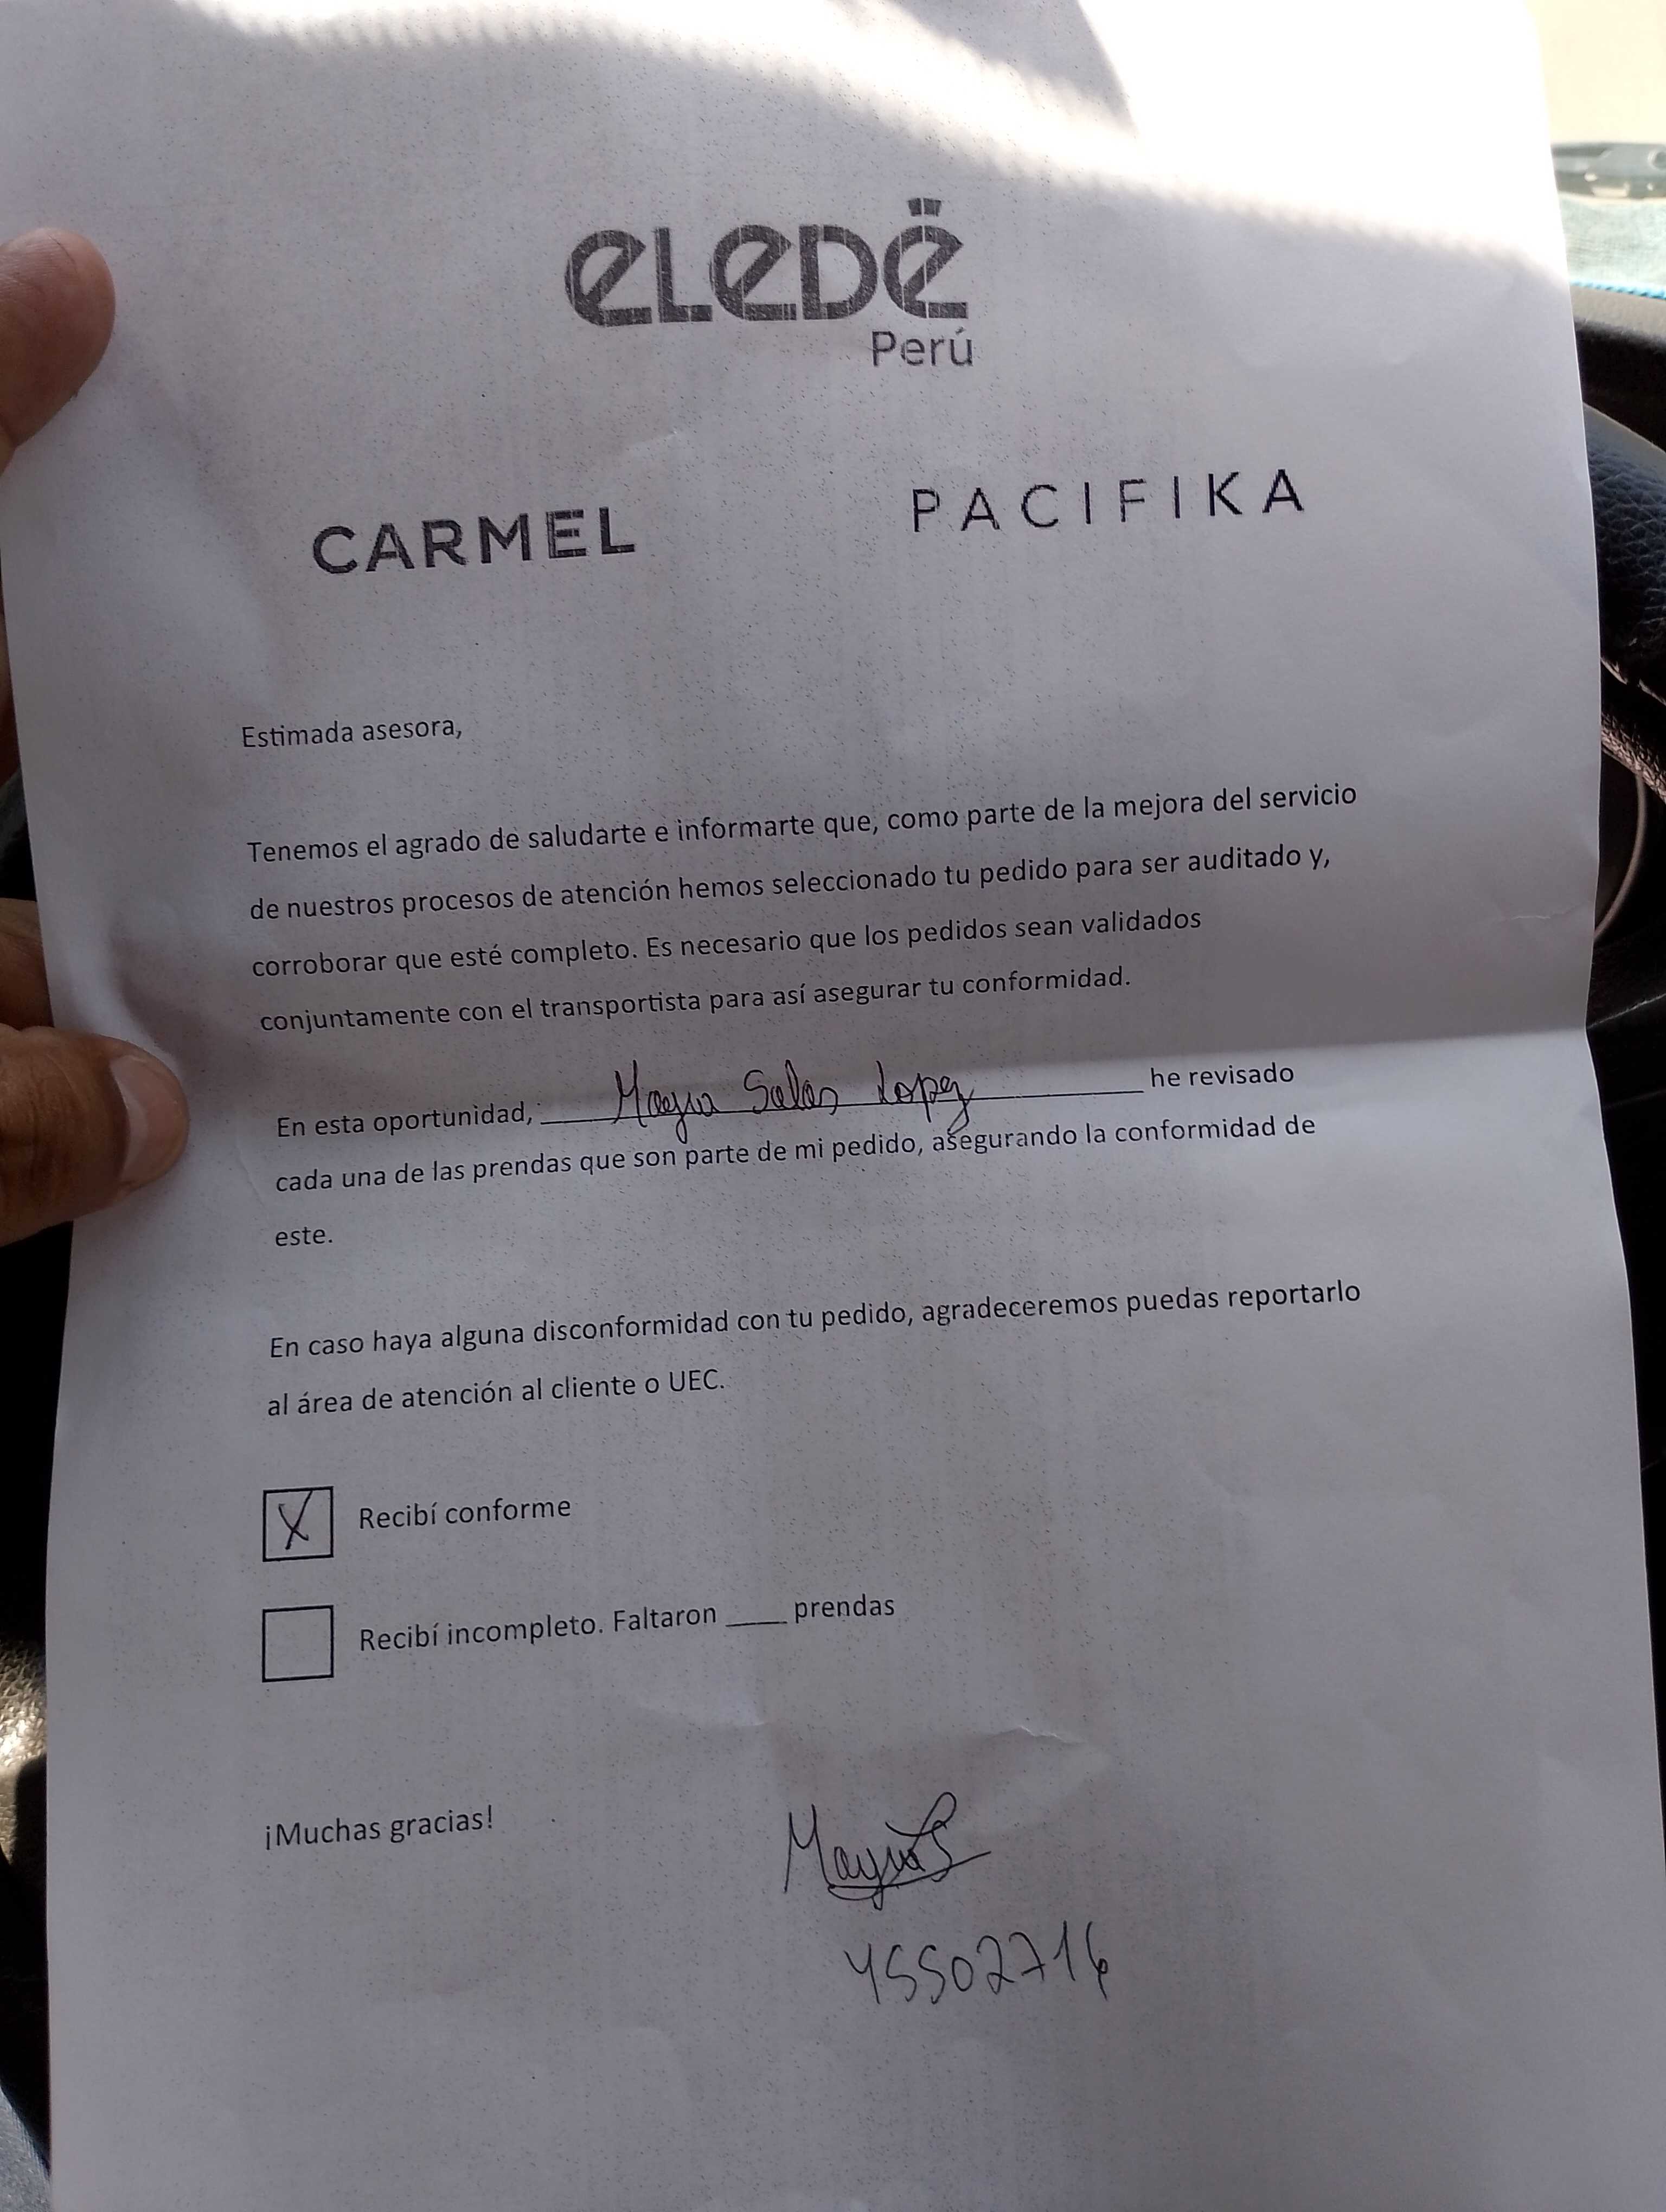 eLeDë
Perú
CARMEL
PACIFIKA
Estimada asesora,
Tenemos el agrado de saludarte e informarte que, como parte de la mejora del servicio
de nuestros procesos de atención hemos seleccionado tu pedido para ser auditado y,
corroborar que esté completo. Es necesario que los pedidos sean validados
conjuntamente con el transportista para así asegurar tu conformidad.
En esta oportunidad, Mayra Salas Lopez he revisado
cada una de las prendas que son parte de mi pedido, asegurando la conformidad de
este.
En caso haya alguna disconformidad con tu pedido, agradeceremos puedas reportarlo
al área de atención al cliente o UEC.
X Recibí conforme
Recibí incompleto. Faltaron ____ prendas
¡Muchas gracias!
MayraS
45502716